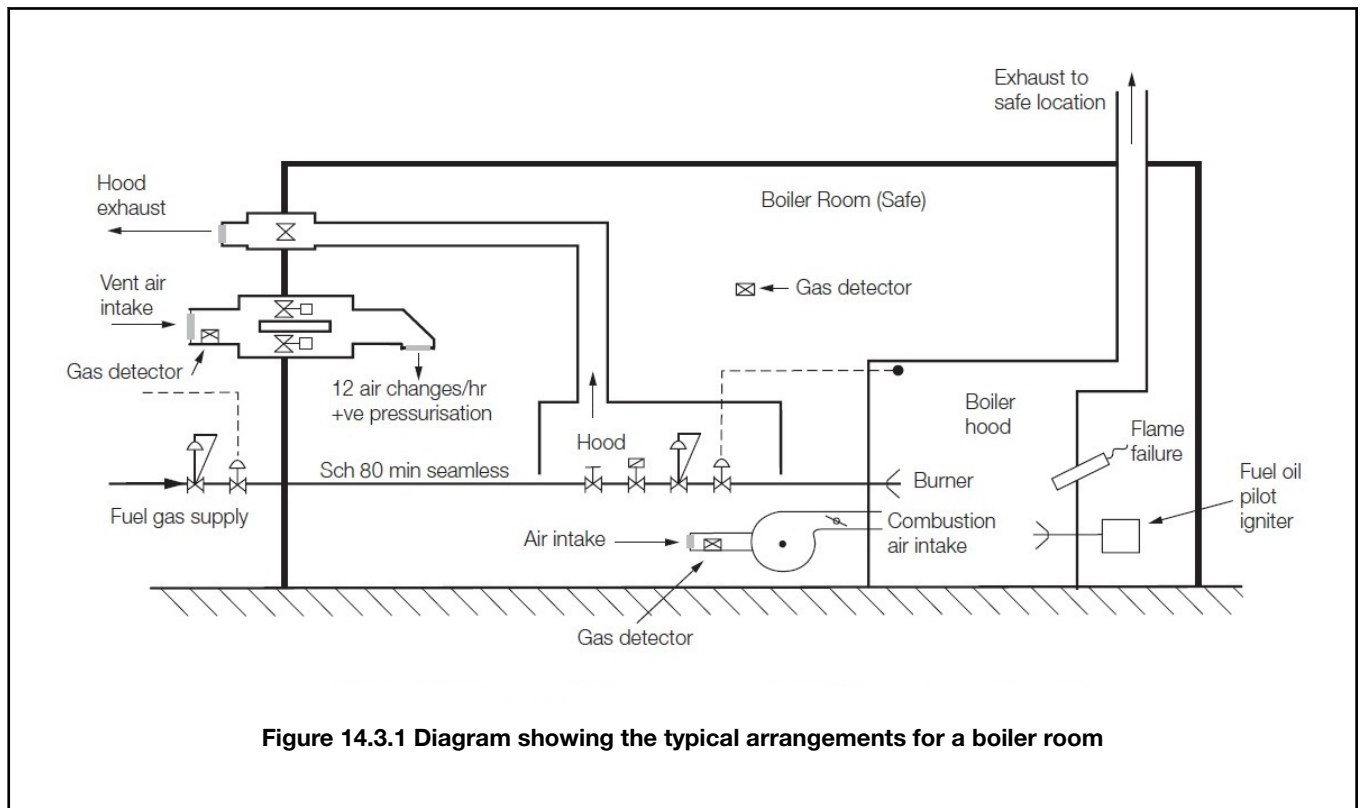 Exhaust to
safe location
Hood
exhaust
Boiler Room (Safe)
Vent air
intake
Gas detector
Gas detector
12 air changes/hr
+ve pressurisation
Boiler
hood
Hood
Flame
failure
Sch 80 min seamless
Burner
Fuel oil
pilot
igniter
Fuel gas supply
Air intake
Combustion
air intake
Gas detector
Figure 14.3.1 Diagram showing the typical arrangements for a boiler room